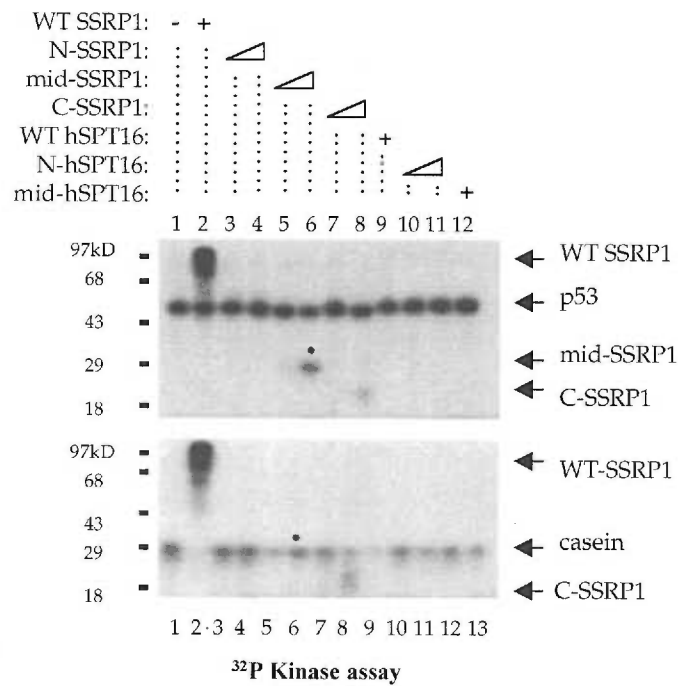 WT SSRP1: - +
N-SSRP1:
mid-SSRP1:
C-SSRP1:
WT hSPT16: +
N-hSPT16:
mid-hSPT16: +
1 2 3 4 5 6 7 8 9 10 11 12
97kD
WT SSRP1
68
p53
43
29
mid-SSRP1
C-SSRP1
18
97kD
WT-SSRP1
68
43
29
casein
18
C-SSRP1
1 2·3 4 5 6 7 8 9 10 11 12 13
³²P Kinase assay